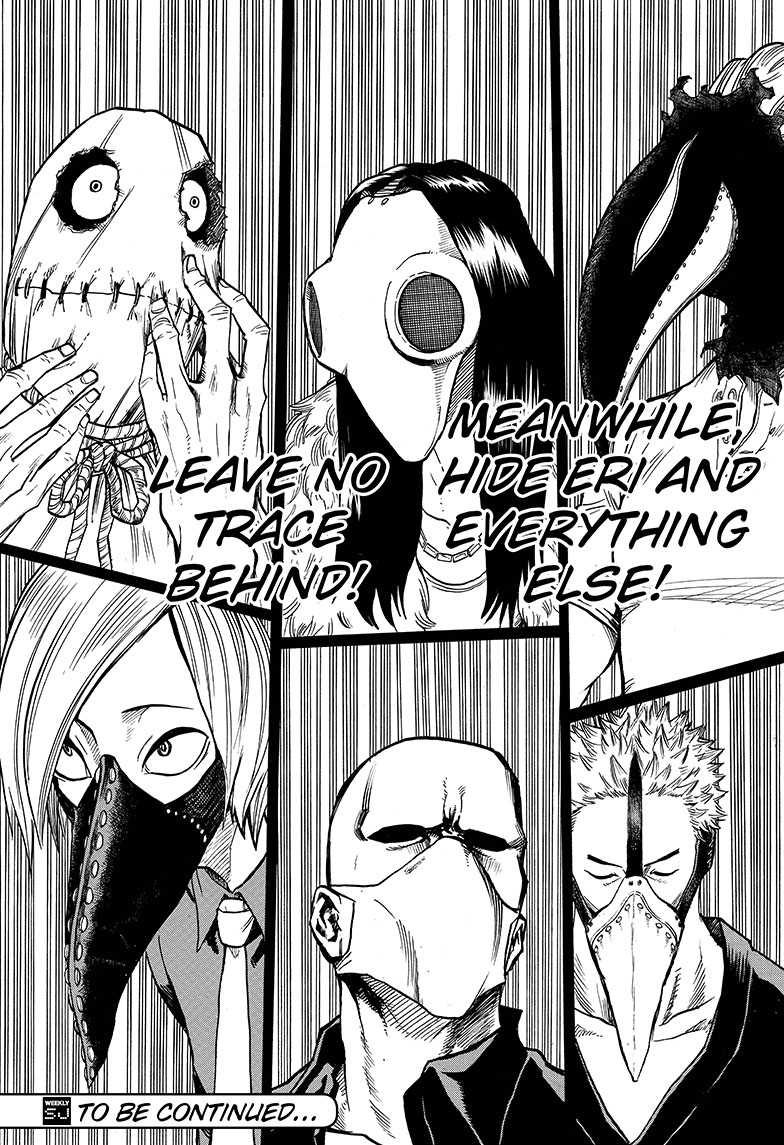 MEANWHILE,
HIDE ERI AND
EVERYTHING
ELSE!
LEAVE NO
TRACE
BEHIND!
WEEKLY
SJ
TO BE CONTINUED...